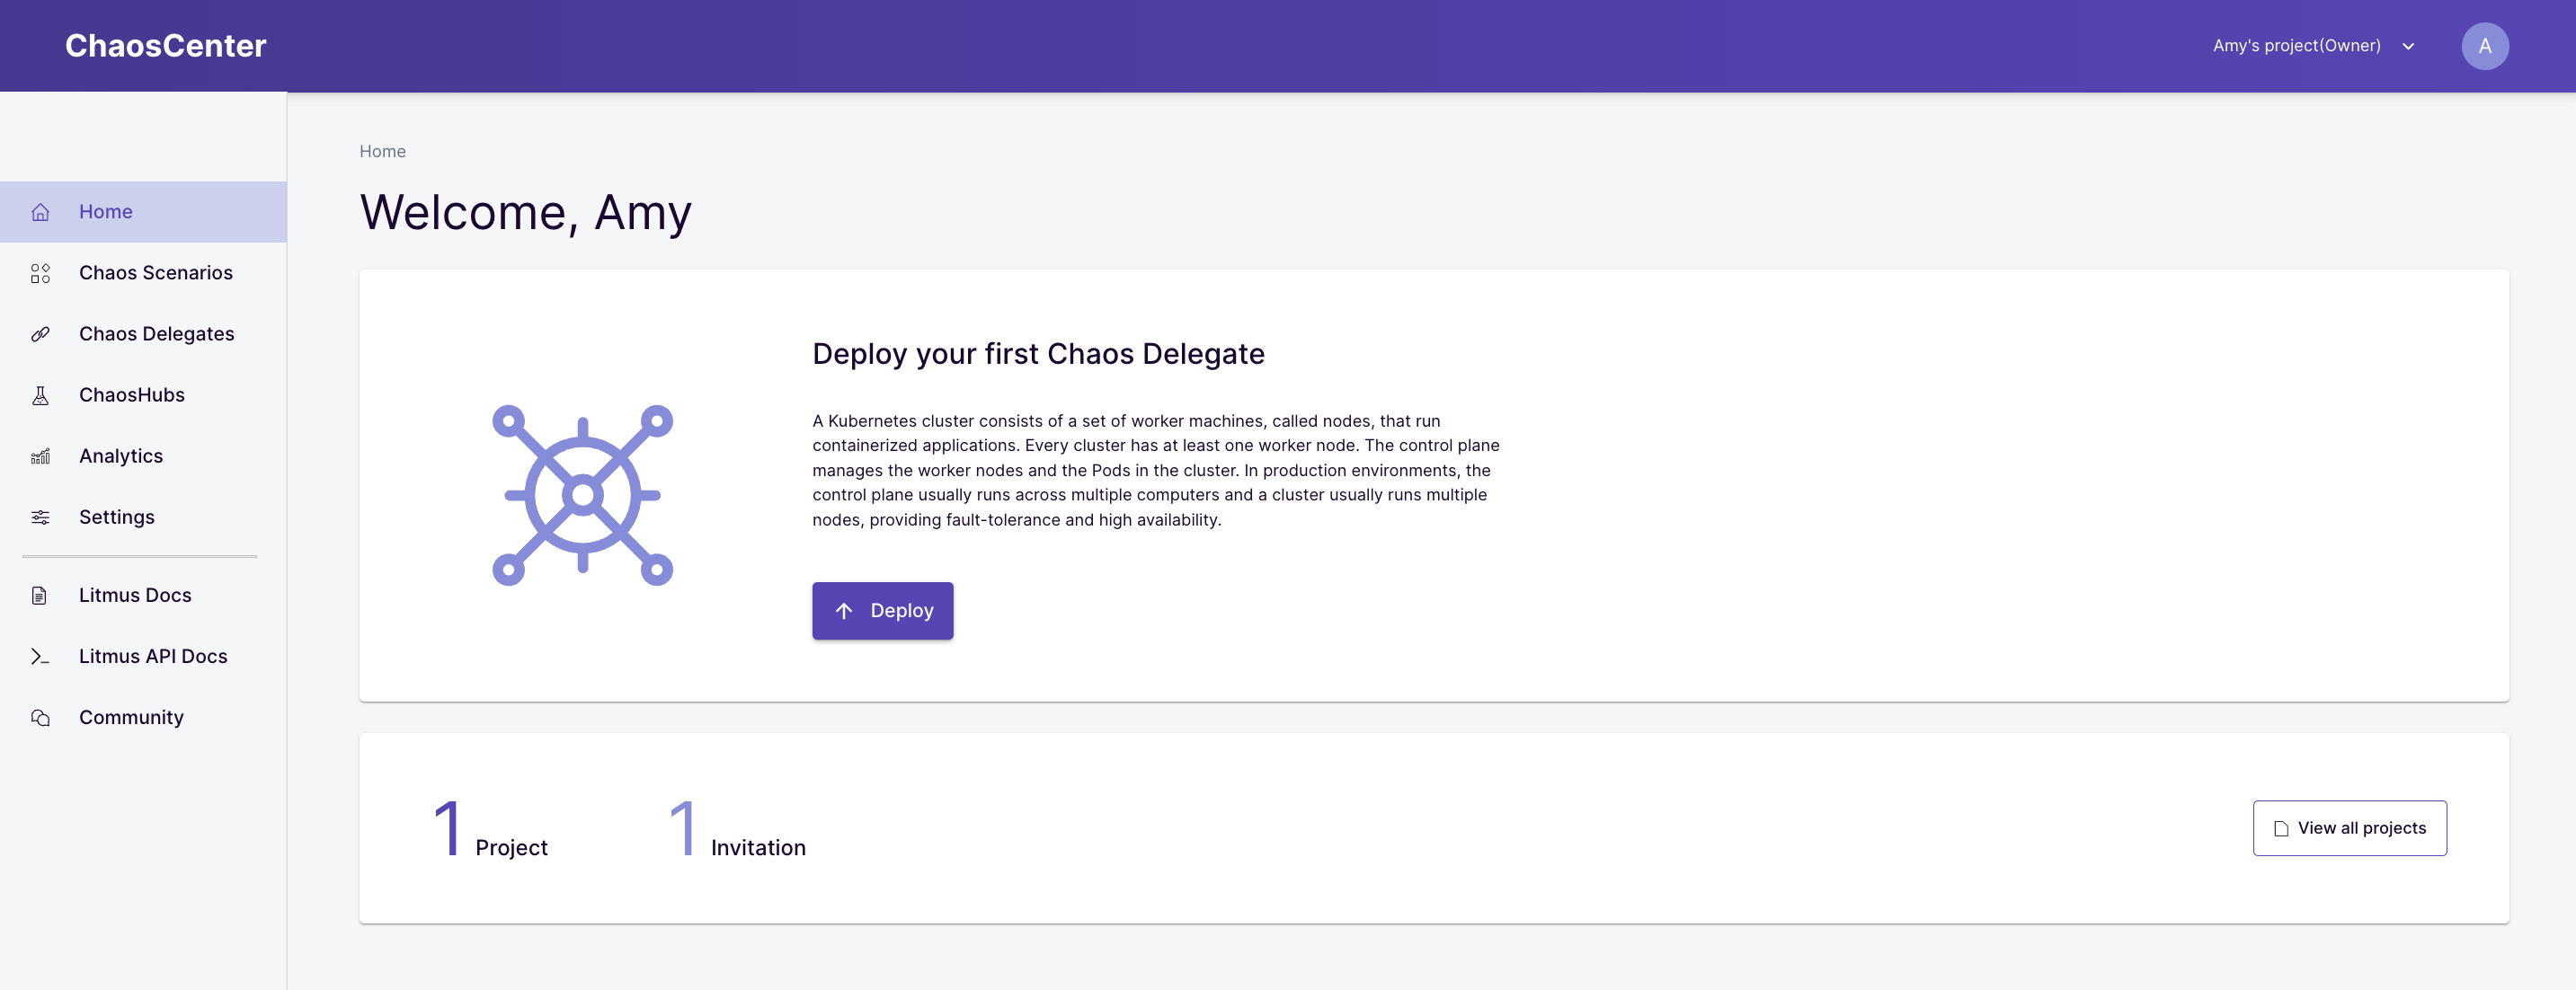 ChaosCenter
Amy's project(Owner)
A
Home
Chaos Scenarios
Chaos Delegates
ChaosHubs
Analytics
Settings
Litmus Docs
Litmus API Docs
Community
Home
Welcome, Amy
Deploy your first Chaos Delegate
A Kubernetes cluster consists of a set of worker machines, called nodes, that run
containerized applications. Every cluster has at least one worker node. The control plane
manages the worker nodes and the Pods in the cluster. In production environments, the
control plane usually runs across multiple computers and a cluster usually runs multiple
nodes, providing fault-tolerance and high availability.
Deploy
1 Project
1 Invitation
View all projects